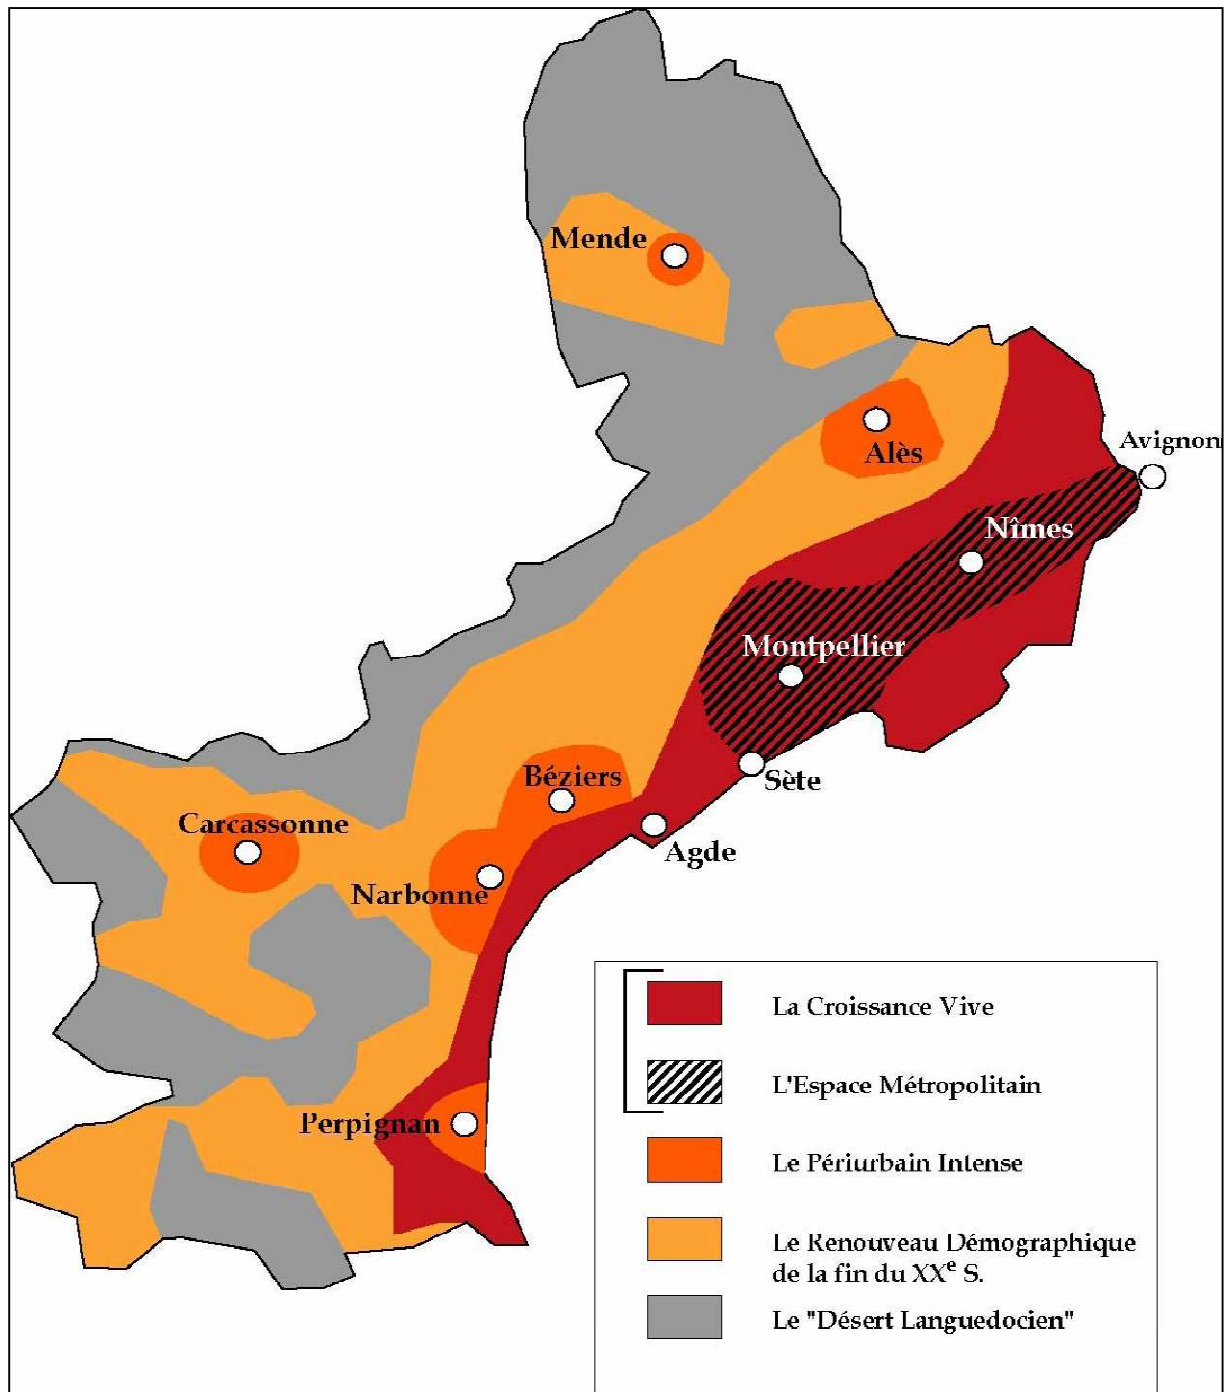 Mende
Avignon
Alès
Nîmes
Montpellier
Béziers
Sète
Carcassonne
Agde
Narbonne
Perpignan
La Croissance Vive
L'Espace Métropolitain
Le Périurbain Intense
Le Renouveau Démographique
de la fin du XXe S.
Le "Désert Languedocien"